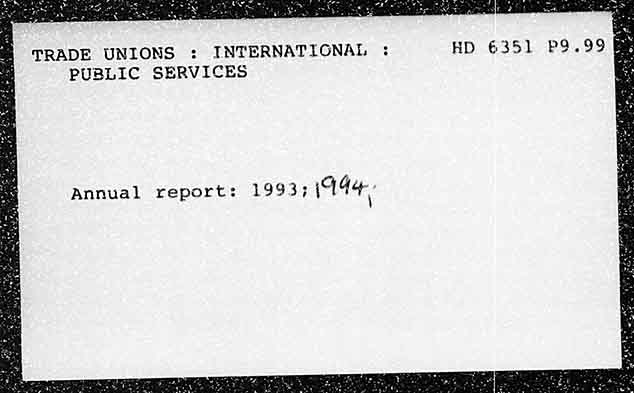 TRADE UNIONS : INTERNATIONAL : HD 6351 P9.99
PUBLIC SERVICES
Annual report: 1993; 1994;